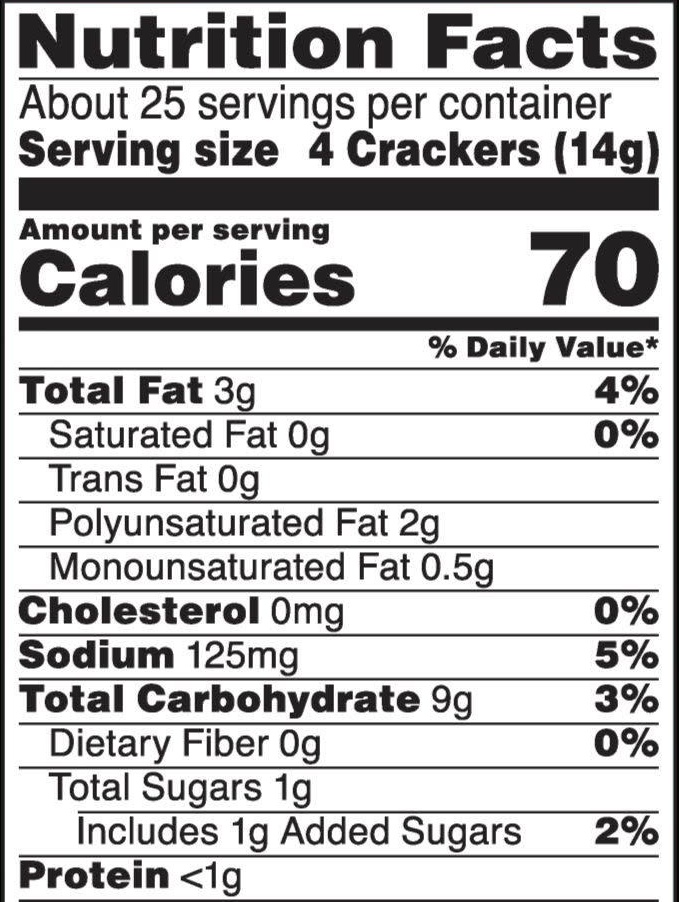 Nutrition Facts
About 25 servings per container
Serving size 4 Crackers (14g)
Amount per serving
Calories 70
% Daily Value*
Total Fat 3g 4%
Saturated Fat 0g 0%
Trans Fat 0g
Polyunsaturated Fat 2g
Monounsaturated Fat 0.5g
Cholesterol 0mg 0%
Sodium 125mg 5%
Total Carbohydrate 9g 3%
Dietary Fiber 0g 0%
Total Sugars 1g
Includes 1g Added Sugars 2%
Protein <1g